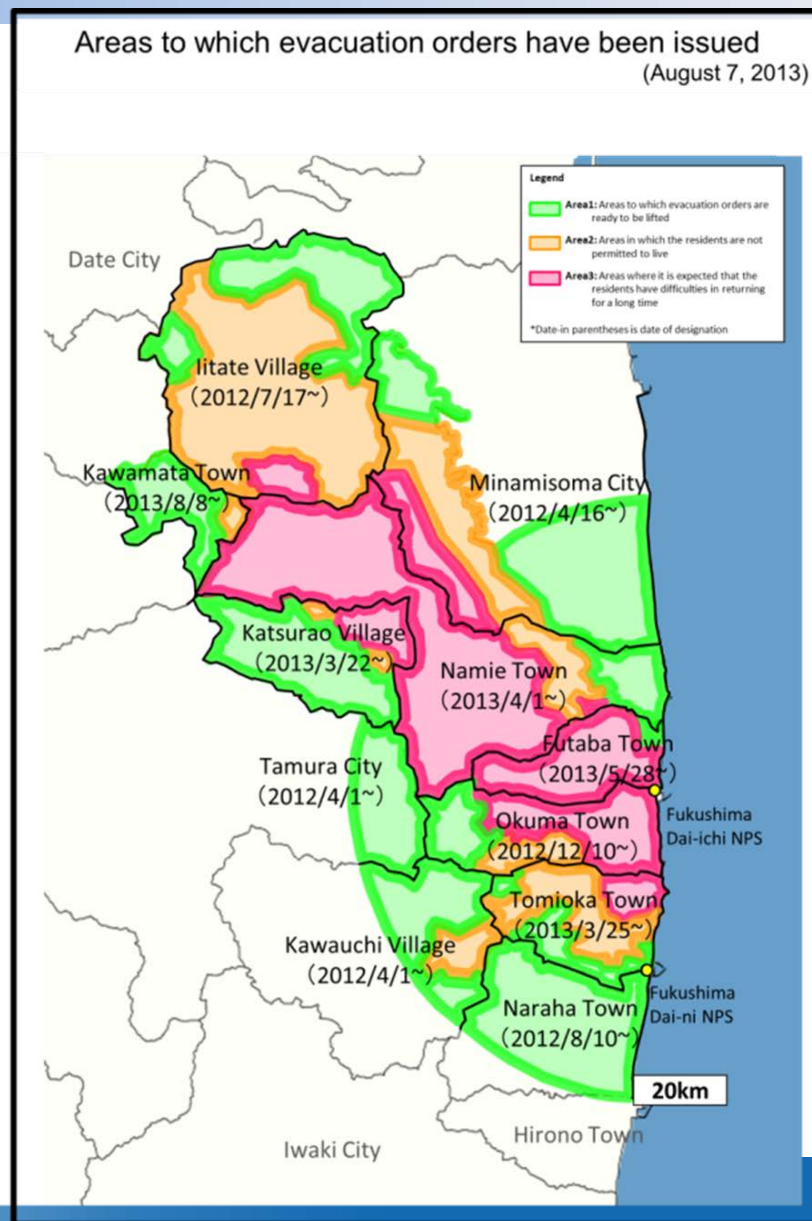 Areas to which evacuation orders have been issued
(August 7, 2013)
Legend
Area1: Areas to which evacuation orders are
ready to be lifted
Area2: Areas in which the residents are not
permitted to live
Area3: Areas where it is expected that the
residents have difficulties in returning
for a long time
*Date-in parentheses is date of designation
Date City
Iitate Village
(2012/7/17~)
Kawamata Town
(2013/8/8~
Minamisoma City
(2012/4/16~)
Katsurao Village
(2013/3/22~)
Namie Town
(2013/4/1~)
Futaba Town
(2013/5/28~)
Tamura City
(2012/4/1~)
Okuma Town
(2012/12/10~)
Fukushima
Dai-ichi NPS
Tomioka Town
(2013/3/25~)
Kawauchi Village
(2012/4/1~)
Naraha Town
(2012/8/10~)
Fukushima
Dai-ni NPS
20km
Hirono Town
Iwaki City